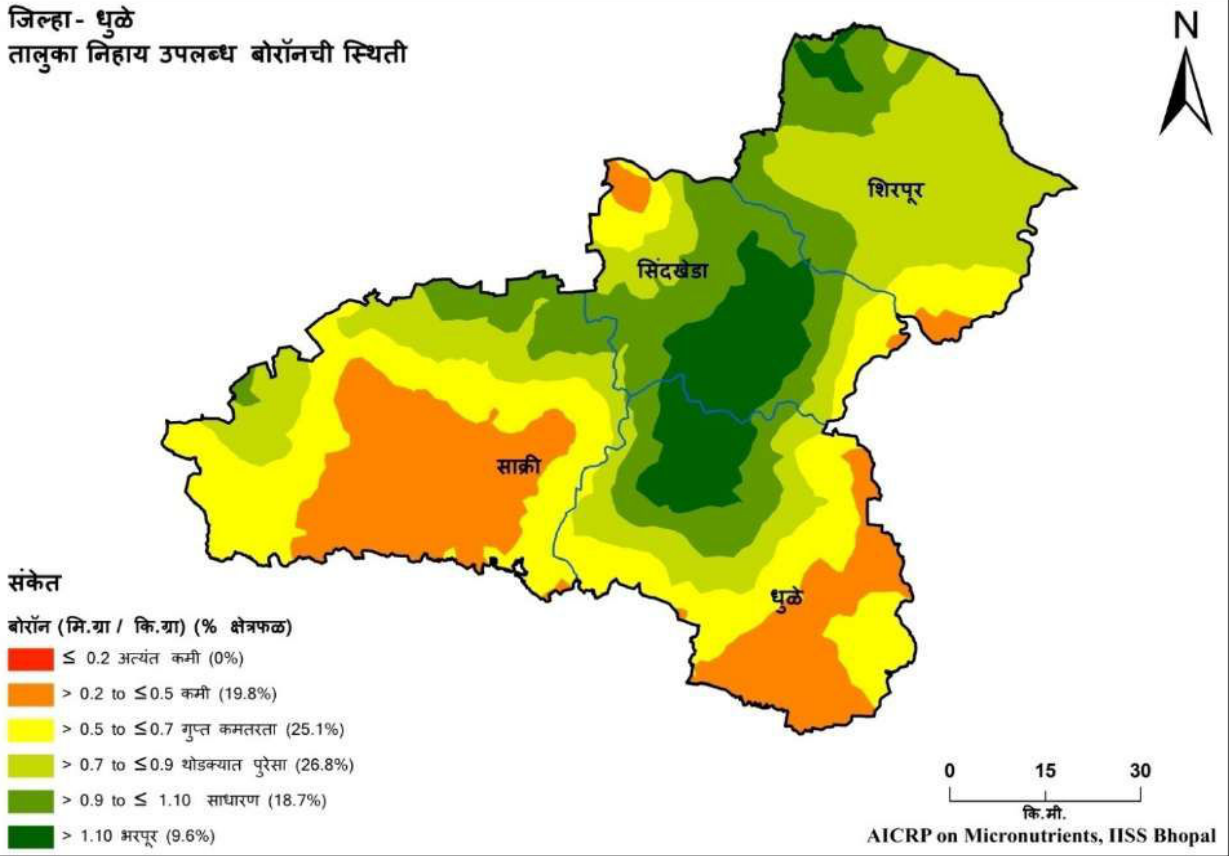 जिल्हा- धुळे
तालुका निहाय उपलब्ध बोरॉनची स्थिती
N
शिरपूर
सिंदखेडा
साक्री
धुळे
संकेत
बोरॉन (मि.ग्रा / कि.ग्रा) (% क्षेत्रफळ)
≤ 0.2 अत्यंत कमी (0%)
> 0.2 to ≤0.5 कमी (19.8%)
> 0.5 to ≤0.7 गुप्त कमतरता (25.1%)
> 0.7 to ≤0.9 थोडक्यात पुरेसा (26.8%)
> 0.9 to ≤ 1.10 साधारण (18.7%)
> 1.10 भरपूर (9.6%)
0 15 30
कि.मी.
AICRP on Micronutrients, IISS Bhopal